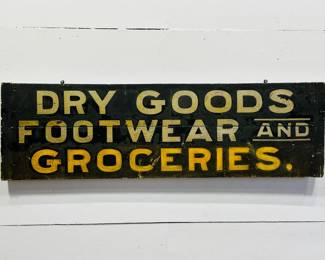 DRY GOODS
FOOTWEAR AND
GROCERIES.